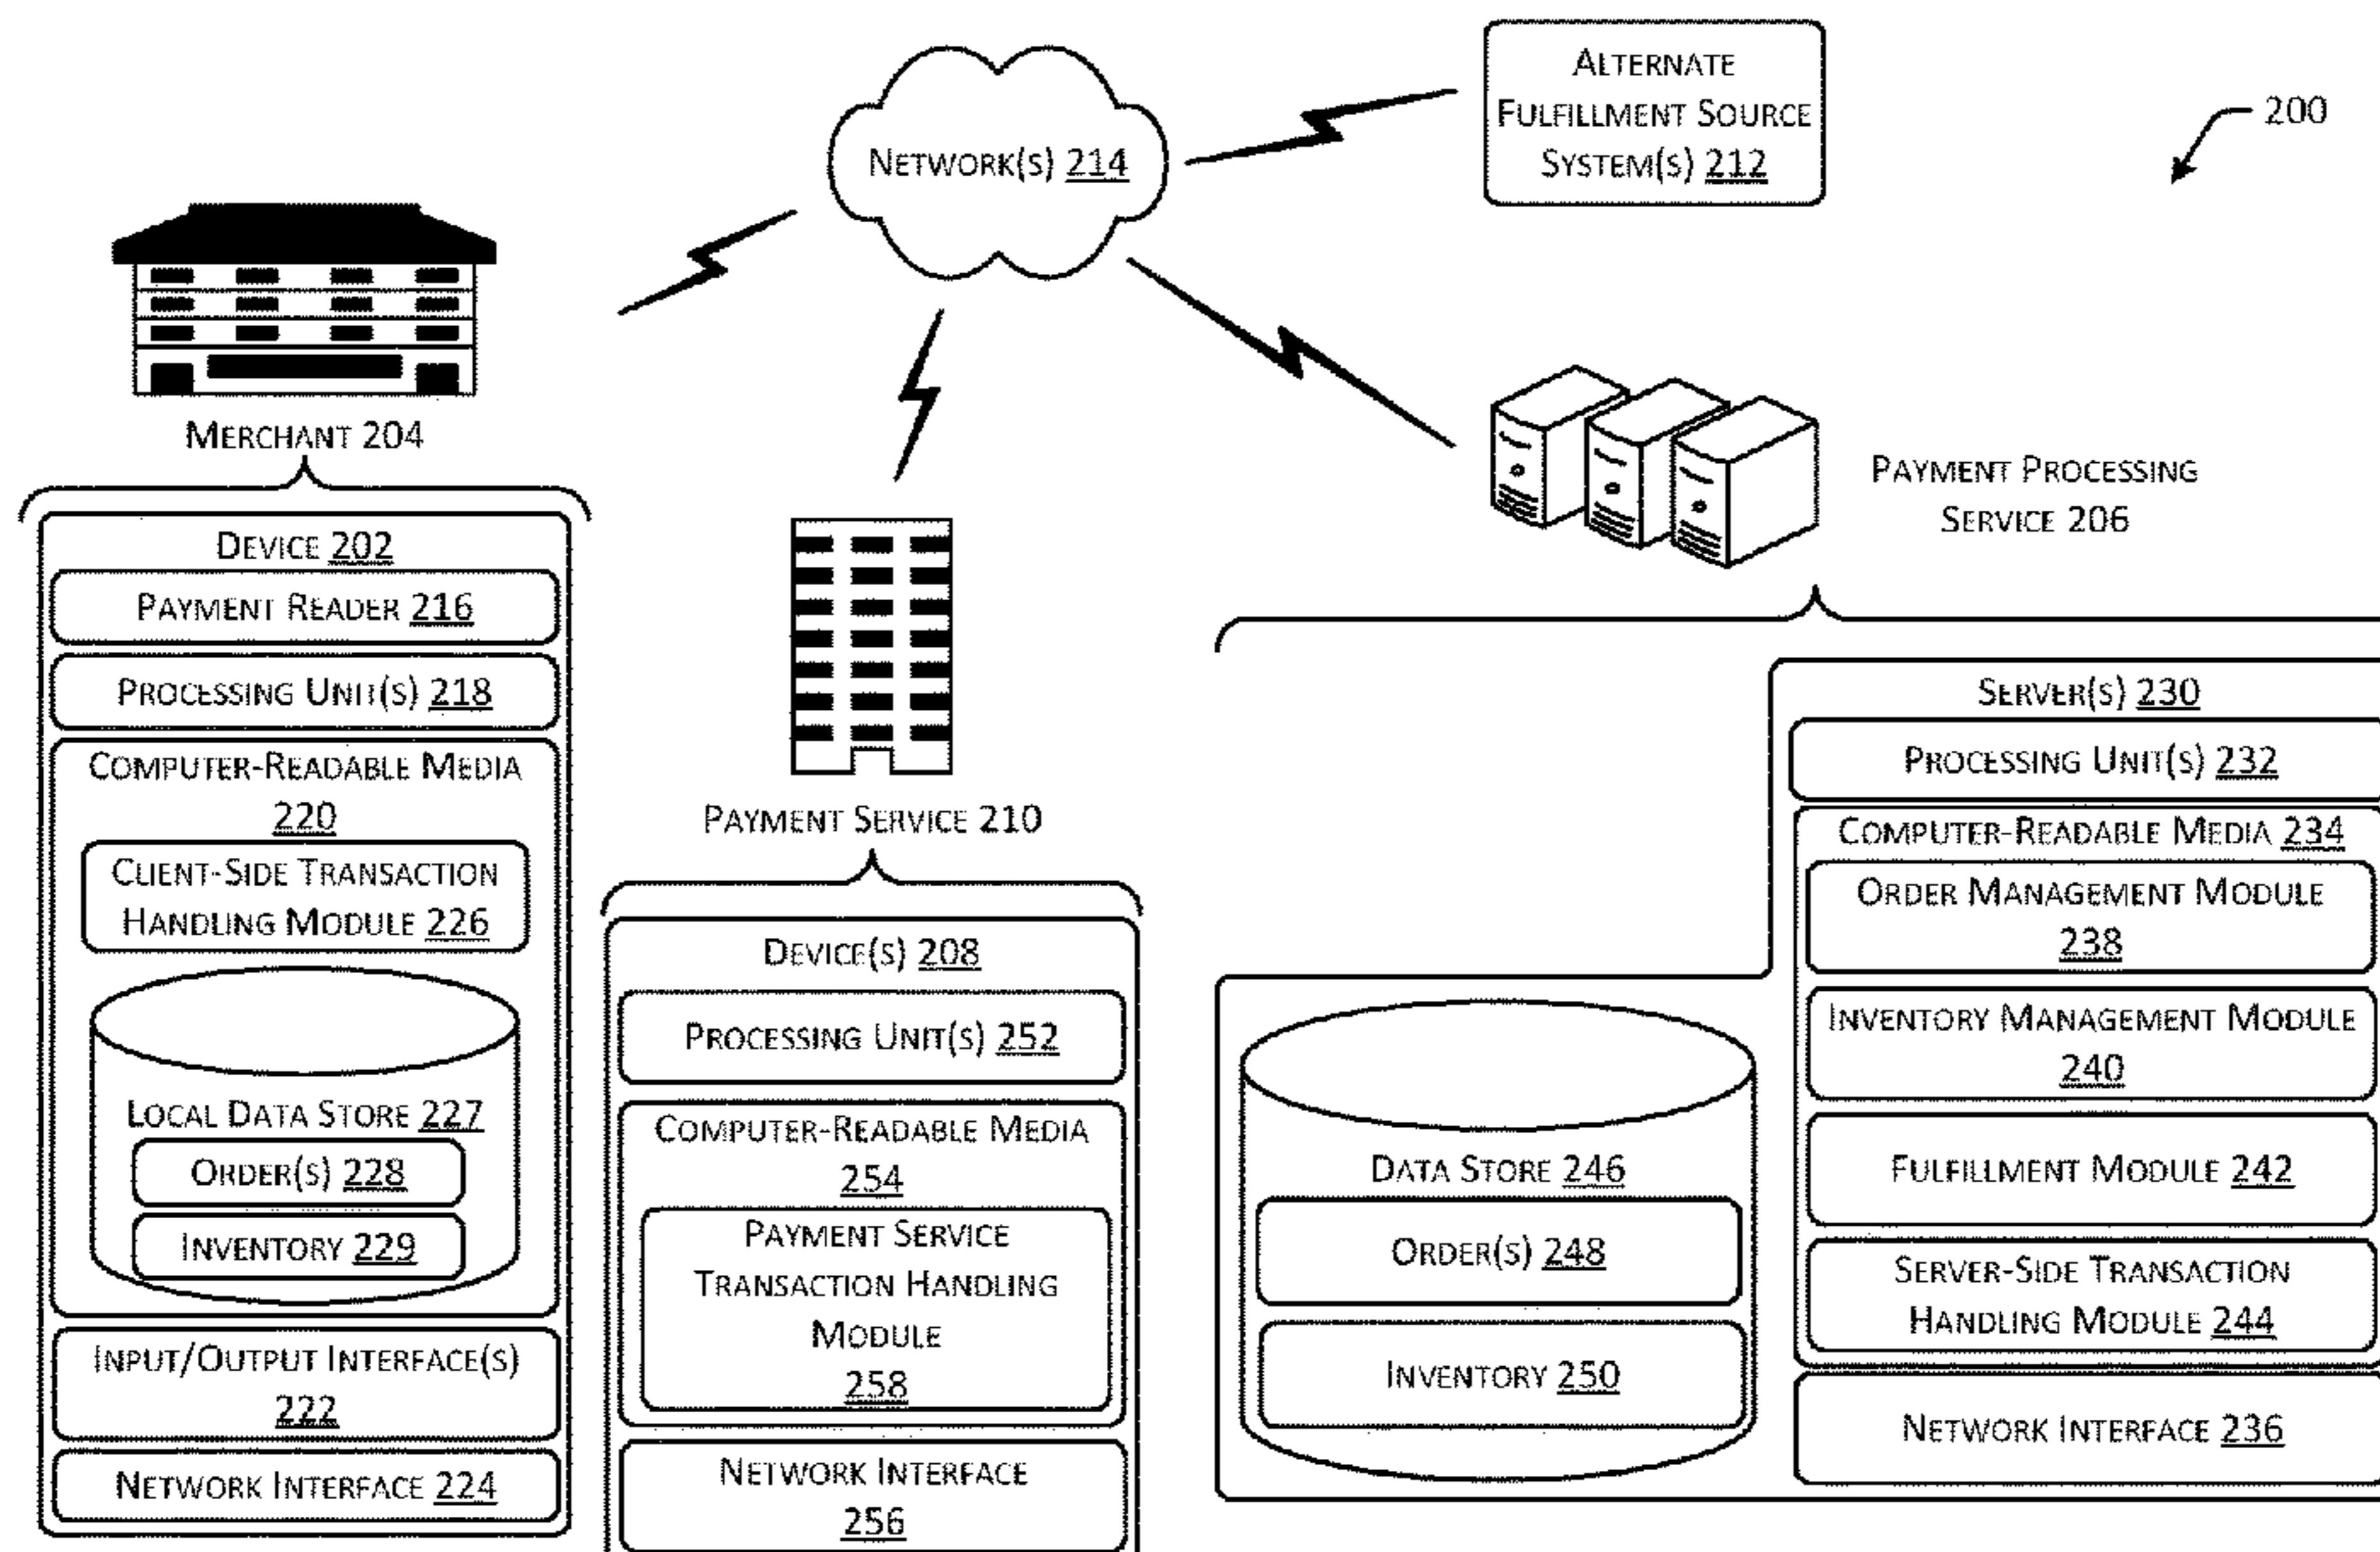 ALTERNATE
FULFILLMENT SOURCE
SYSTEM(S) 212
200
NETWORK(S) 214
MERCHANT 204
DEVICE 202
PAYMENT READER 216
PROCESSING UNIT(S) 218
COMPUTER-READABLE MEDIA
220
CLIENT-SIDE TRANSACTION
HANDLING MODULE 226
LOCAL DATA STORE 227
ORDER(S) 228
INVENTORY 229
INPUT/OUTPUT INTERFACE(S)
222
NETWORK INTERFACE 224
PAYMENT SERVICE 210
DEVICE(S) 208
PROCESSING UNIT(S) 252
COMPUTER-READABLE MEDIA
254
PAYMENT SERVICE
TRANSACTION HANDLING
MODULE
258
NETWORK INTERFACE
256
PAYMENT PROCESSING
SERVICE 206
SERVER(S) 230
PROCESSING UNIT(S) 232
COMPUTER-READABLE MEDIA 234
ORDER MANAGEMENT MODULE
238
INVENTORY MANAGEMENT MODULE
240
FULFILLMENT MODULE 242
SERVER-SIDE TRANSACTION
HANDLING MODULE 244
NETWORK INTERFACE 236
DATA STORE 246
ORDER(S) 248
INVENTORY 250